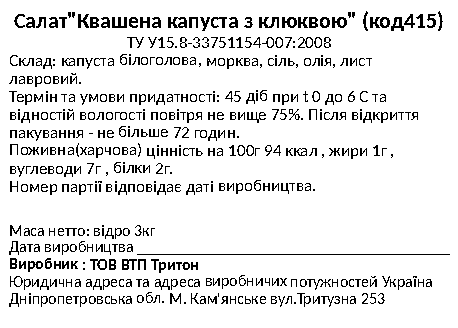 Салат"Квашена капуста з клюквою" (код415)
ТУ У15.8-33751154-007:2008
Склад: капуста білоголова, морква, сіль, олія, лист
лавровий.
Термін та умови придатності: 45 діб при t 0 до 6 С та
відносній вологості повітря не вище 75%. Після відкриття
пакування - не більше 72 годин.
Поживна(харчова) цінність на 100г 94 ккал , жири 1г ,
вуглеводи 7г , білки 2г.
Номер партії відповідає даті виробництва.
Маса нетто: відро 3кг
Дата виробництва
Виробник : ТОВ ВТП Тритон
Юридична адреса та адреса виробничих потужностей Україна
Дніпропетровська обл. М. Кам'янське вул.Тритузна 253